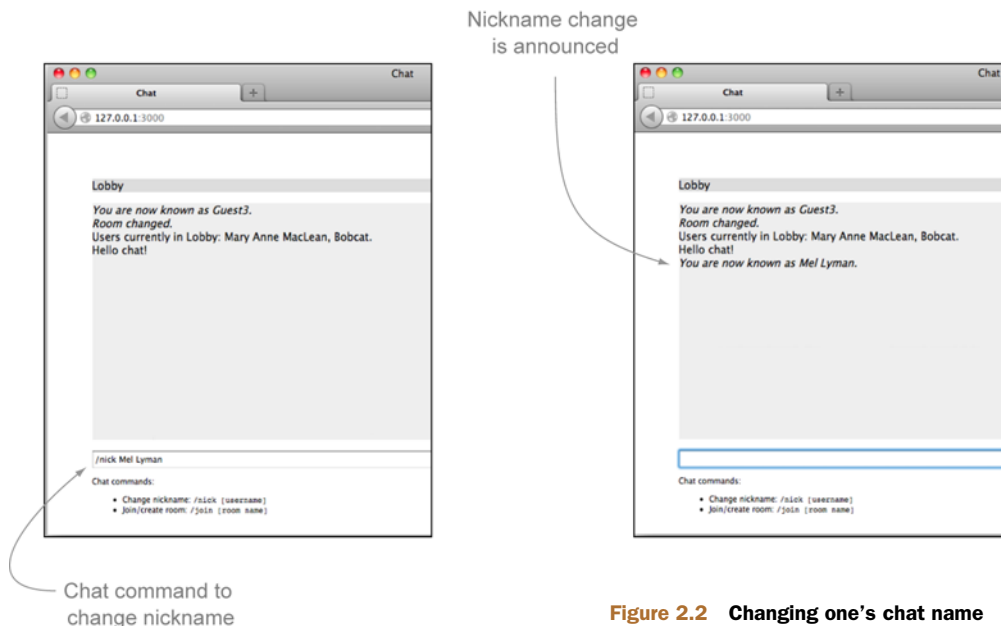 Nickname change
is announced
Chat
Chat
127.0.0.1:3000
Lobby
You are now known as Guest3.
Room changed.
Users currently in Lobby: Mary Anne MacLean, Bobcat.
Hello chat!
/nick Mel Lyman
Chat commands:
• Change nickname: /nick [username]
• Join/create room: /join [room name]
Chat command to
change nickname
Chat
Chat
127.0.0.1:3000
Lobby
You are now known as Guest3.
Room changed.
Users currently in Lobby: Mary Anne MacLean, Bobcat.
Hello chat!
You are now known as Mel Lyman.
Chat commands:
• Change nickname: /nick [username]
• Join/create room: /join [room name]
Figure 2.2 Changing one's chat name